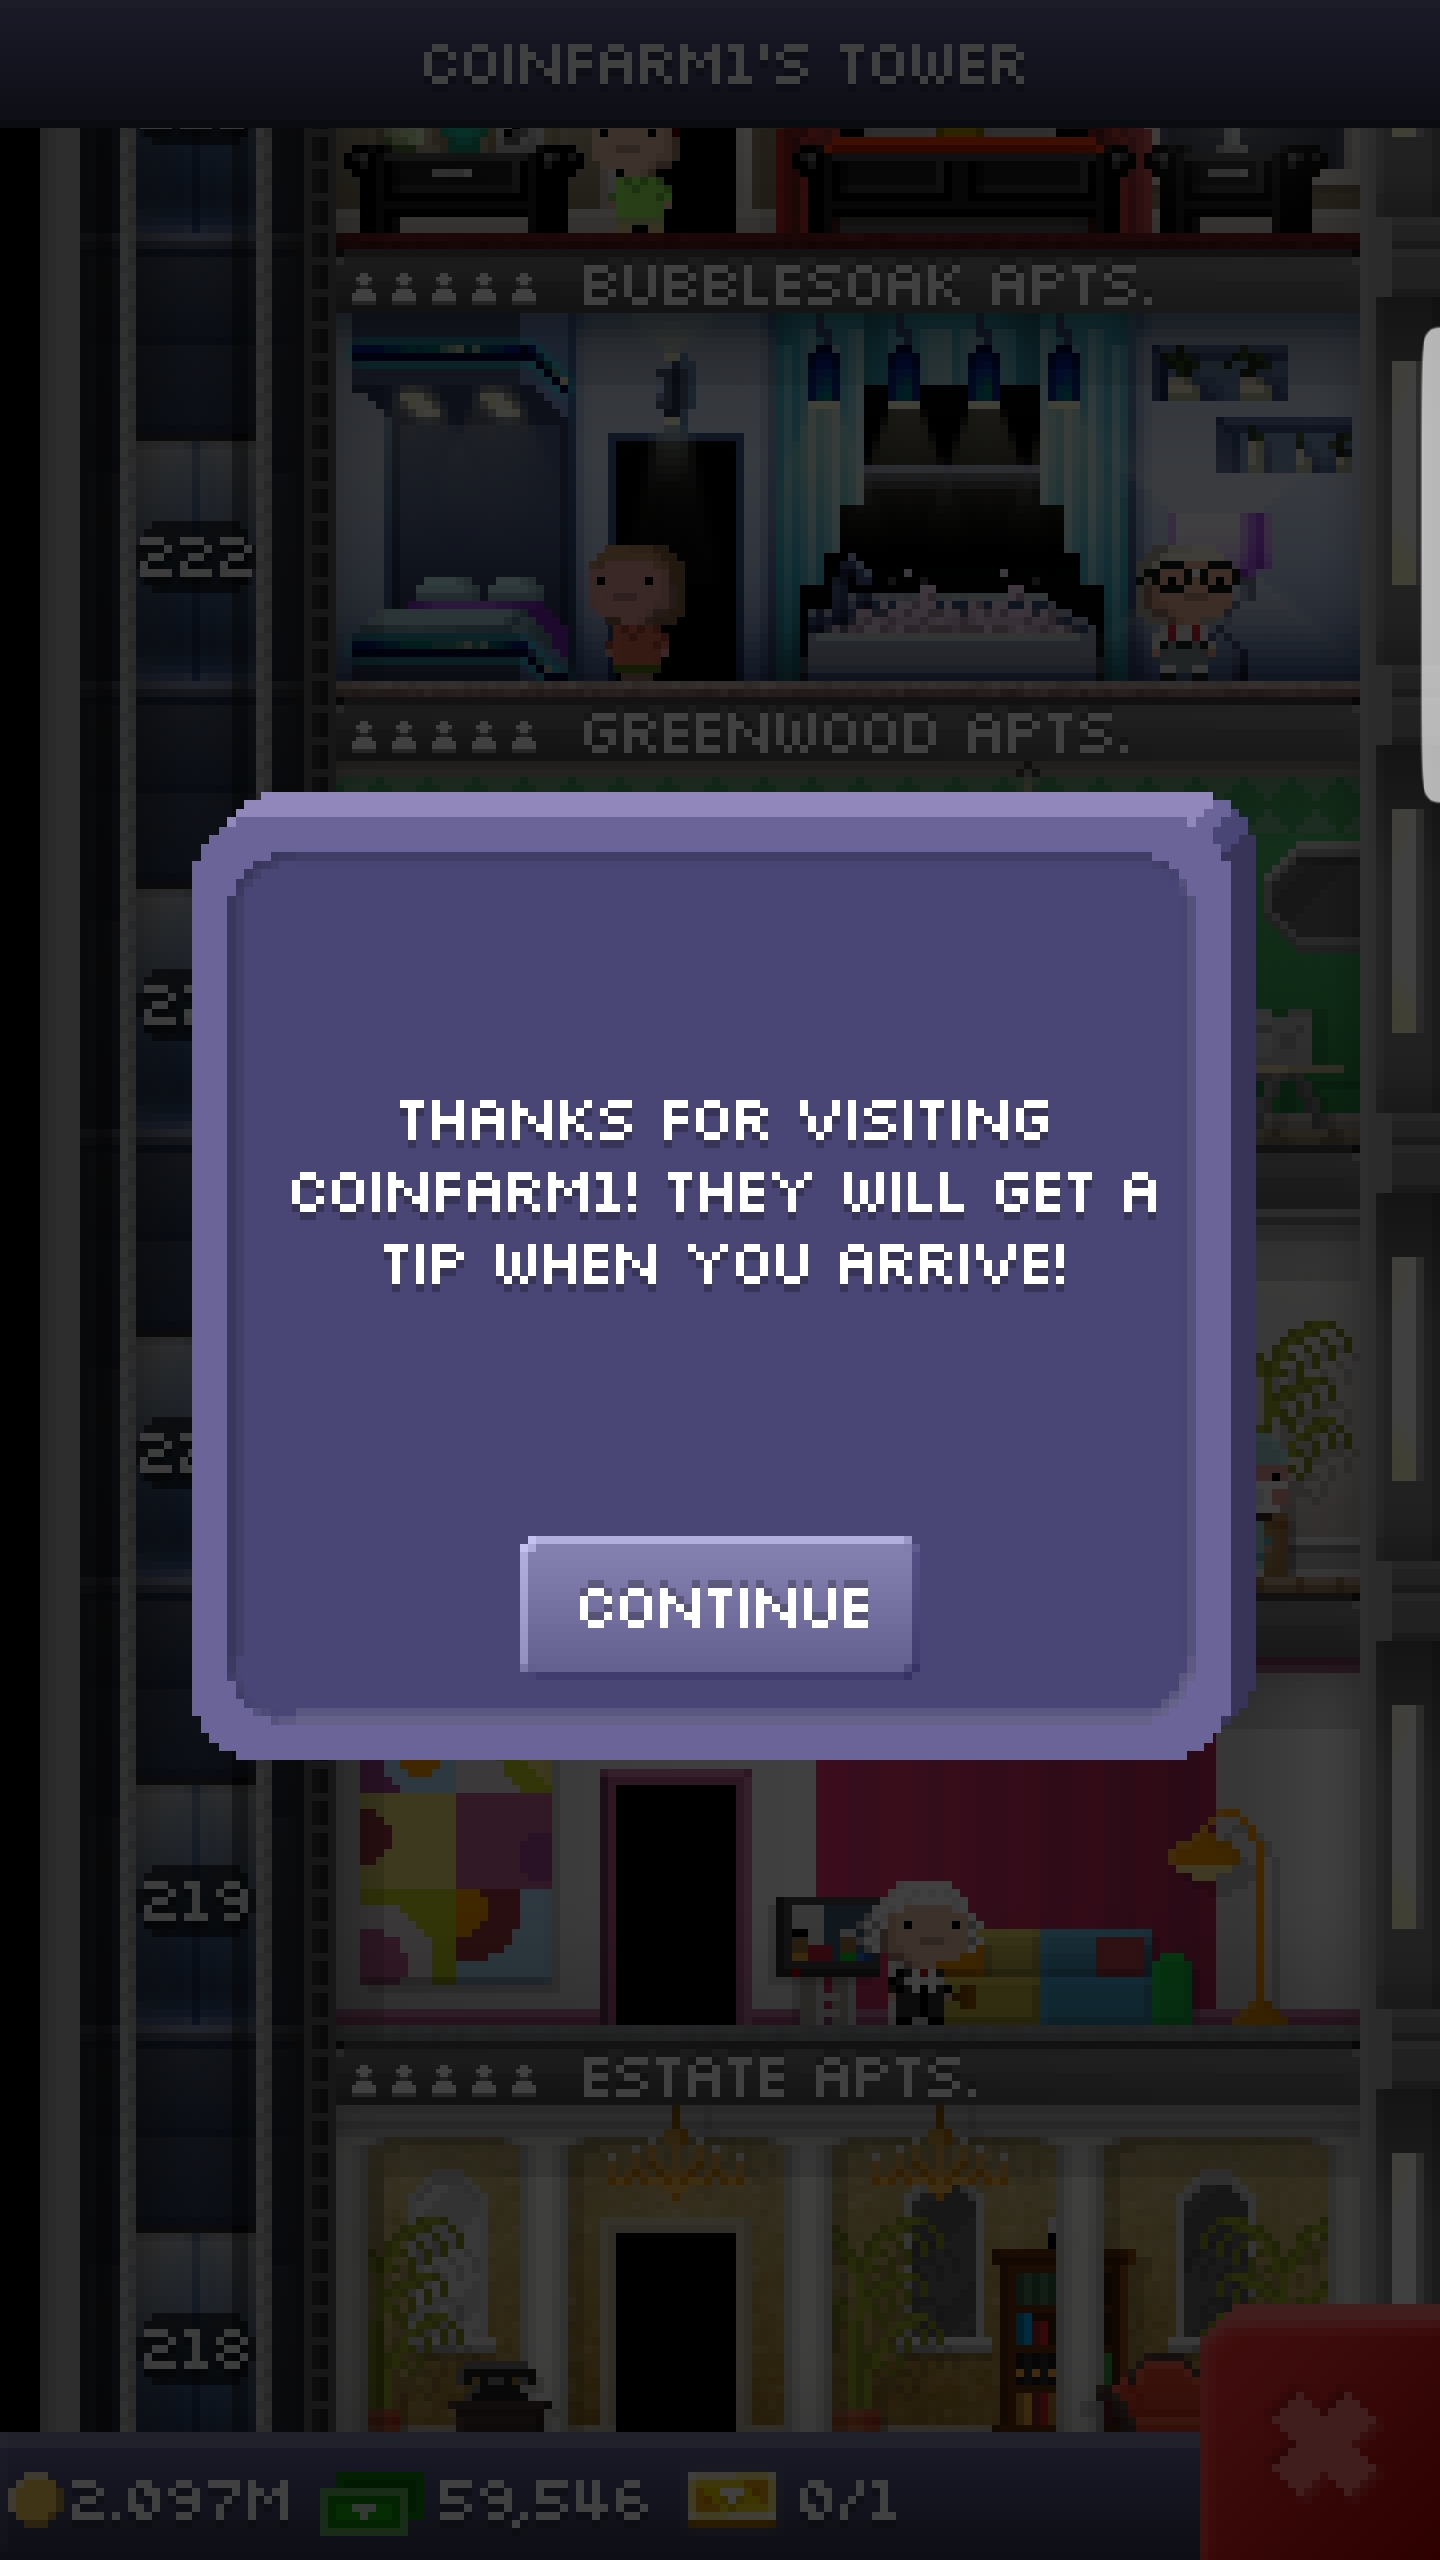 COINFARM1'S TOWER
BUBBLESOAK APTS.
222
GREENWOOD APTS.
THANKS FOR VISITING
COINFARM1! THEY WILL GET A
TIP WHEN YOU ARRIVE!
CONTINUE
219
ESTATE APTS.
218
2.097M 59,546 0/1